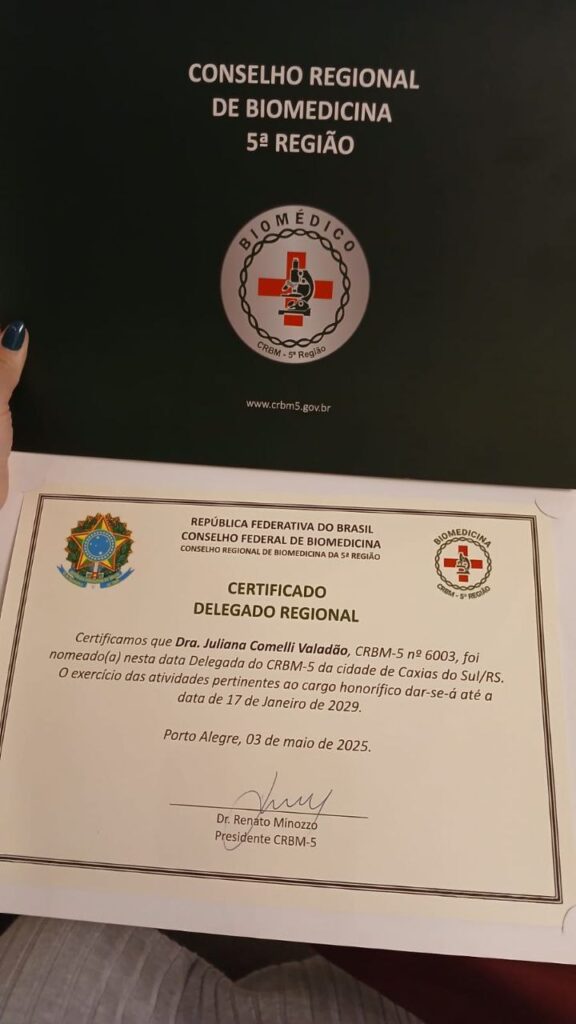 CONSELHO REGIONAL
DE BIOMEDICINA
5ª REGIÃO
BIOMÉDICO
CRBM - 5ª Região
www.crbm5.gov.br
REPÚBLICA FEDERATIVA DO BRASIL
CONSELHO FEDERAL DE BIOMEDICINA
CONSELHO REGIONAL DE BIOMEDICINA DA 5ª REGIÃO
BIOMEDICINA
CRBM - 5ª REGIÃO
CERTIFICADO
DELEGADO REGIONAL
Certificamos que Dra. Juliana Comelli Valadão, CRBM-5 nº 6003, foi
nomeado(a) nesta data Delegada do CRBM-5 da cidade de Caxias do Sul/RS.
O exercício das atividades pertinentes ao cargo honorífico dar-se-á até a
data de 17 de Janeiro de 2029.
Porto Alegre, 03 de maio de 2025.
Dr. Renato Minozzo
Presidente CRBM-5